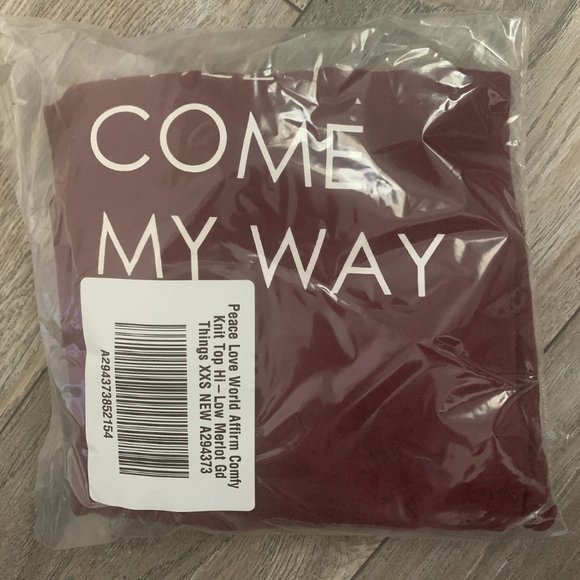 COME
MY WAY
Peace Love World Affirm Comfy
Knit Top Hi-Low Merlot Gd
Things XXS NEW A294373
A294373852154